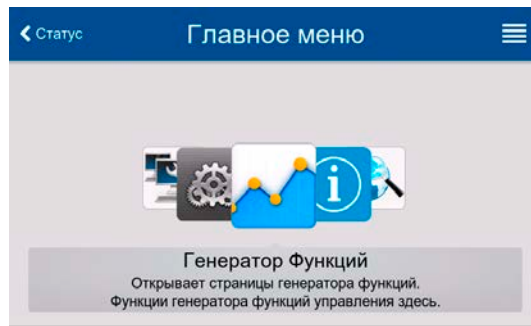 Статус
Главное меню
Генератор Функций
Открывает страницы генератора функций.
Функции генератора функций управления здесь.